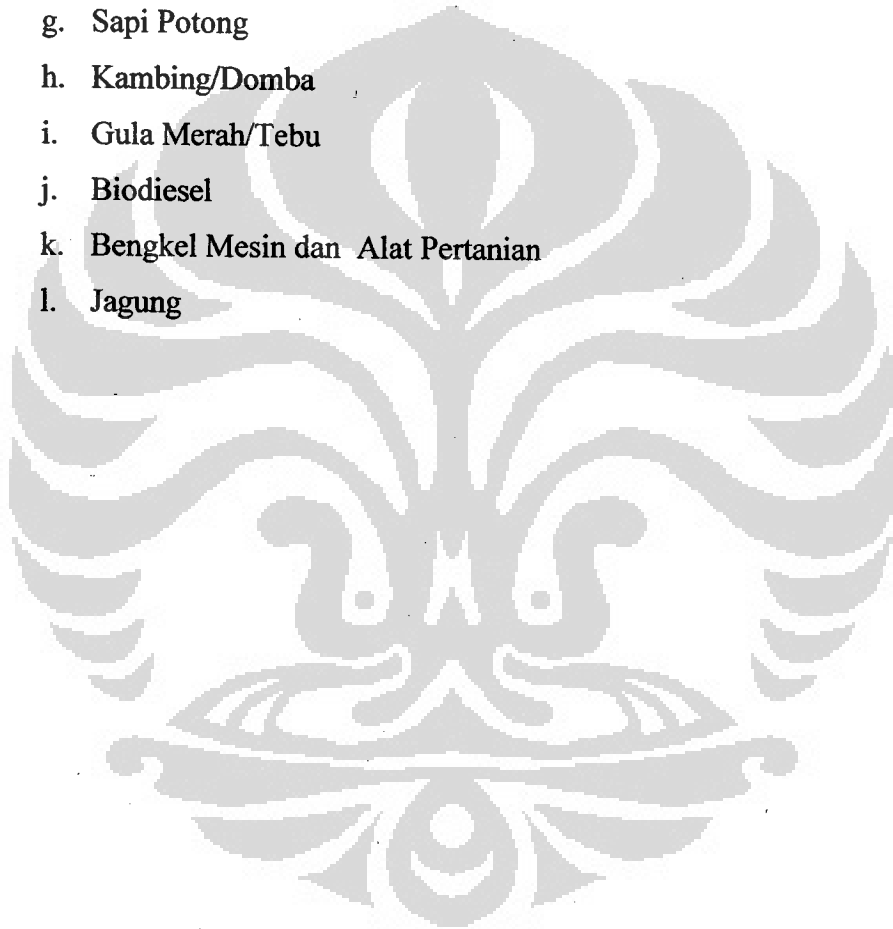 g. Sapi Potong
h. Kambing/Domba
i. Gula Merah/Tebu
j. Biodiesel
k. Bengkel Mesin dan Alat Pertanian
l. Jagung